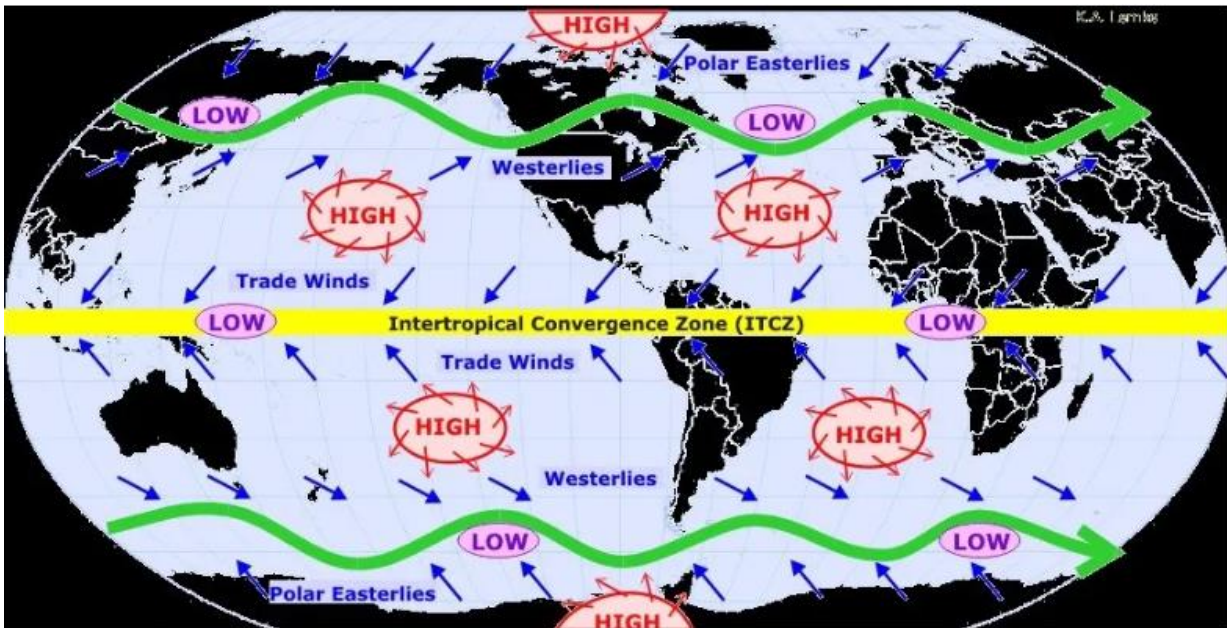 HIGH
K.A. Lemke
Polar Easterlies
LOW
LOW
Westerlies
HIGH
HIGH
Trade Winds
LOW
Intertropical Convergence Zone (ITCZ)
LOW
Trade Winds
HIGH
HIGH
Westerlies
LOW
LOW
Polar Easterlies
HIGH